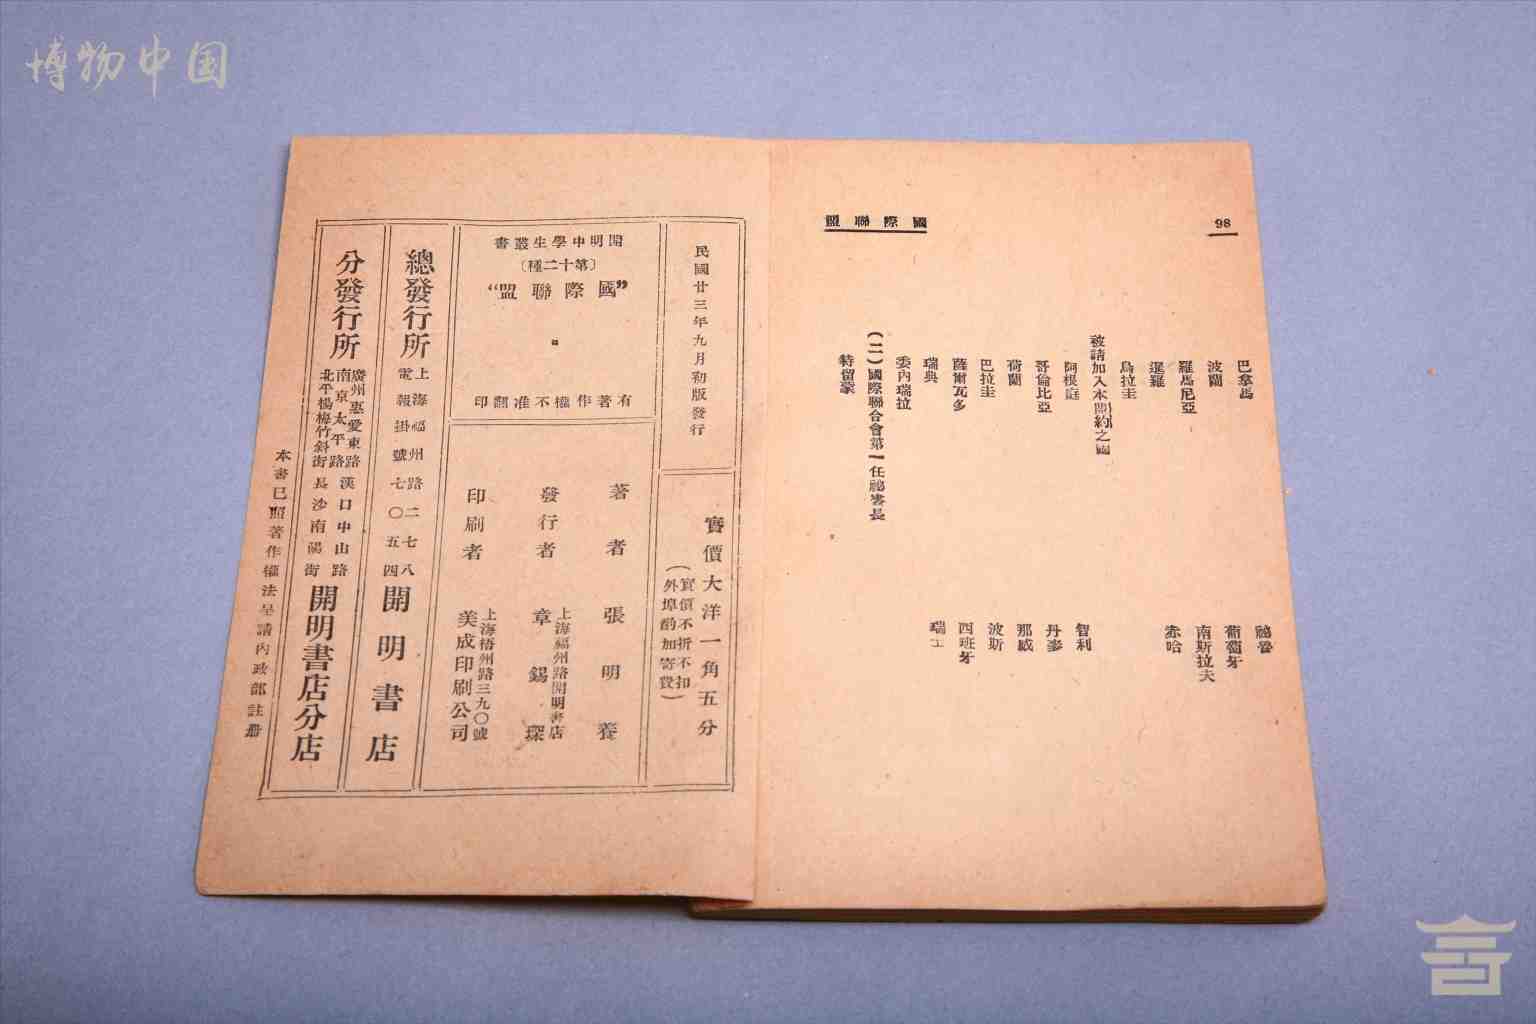 博物中国
98
國際聯盟
巴拿馬
秘魯
波蘭
葡萄牙
羅馬尼亞
南斯拉夫
暹羅
赤哈
烏拉圭
被請加入本盟約之國
阿根庭
智利
哥倫比亞
丹麥
荷蘭
那威
巴拉圭
波斯
薩爾瓦多
西班牙
瑞典
瑞士
委內瑞拉
(二)國際聯合會第一任祕書長
特留蒙
民國廿三年九月初版發行
實價大洋一角五分
(實價不折不扣
外埠酌加寄費)
開明中學生叢書
〔第十二種〕
“國際聯盟”
有著作權不准翻印
著者 張明養
發行者 章錫琛
上海福州路開明書店
印刷者 美成印刷公司
上海梧州路三九〇號
總發行所
上海福州路二七八
電報掛號七〇五四
開明書店
分發行所
廣州惠愛東路 漢口中山路
南京太平路
北平楊梅竹斜街 長沙南陽街
開明書店分店
本書已照著作權法呈請內政部註冊